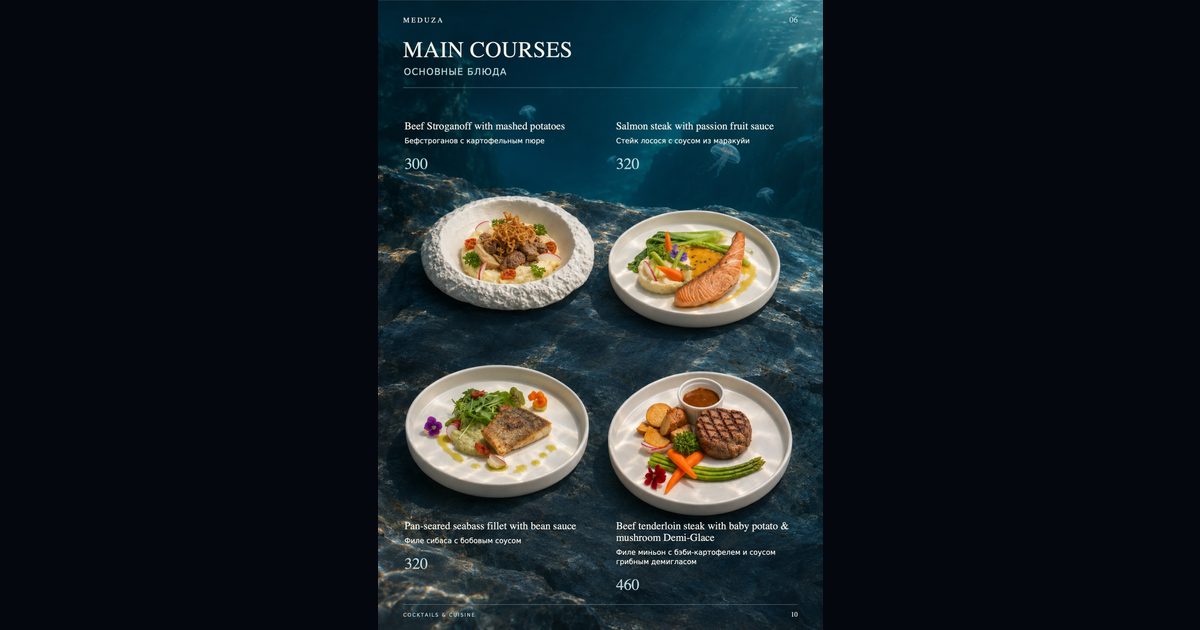 MEDUZA
06
MAIN COURSES
ОСНОВНЫЕ БЛЮДА
Beef Stroganoff with mashed potatoes
Бефстроганов с картофельным пюре
300
Salmon steak with passion fruit sauce
Стейк лосося с соусом из маракуйи
320
Pan-seared seabass fillet with bean sauce
Филе сибаса с бобовым соусом
320
Beef tenderloin steak with baby potato &
mushroom Demi-Glace
Филе миньон с бэби-картофелем и соусом
грибным демигласом
460
COCKTAILS & CUISINE
10